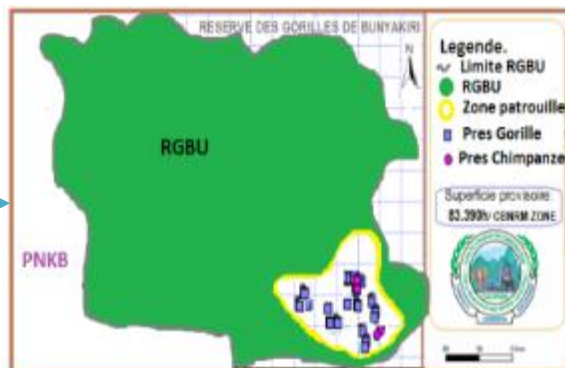 RESERVE DES GORILLES DE BUNYAKIRI
N
RGBU
PNKB
Legende.
Limite RGBU
RGBU
Zone patrouille
Pres Gorille
Pres Chimpanze
Superficie provisoire:
83.390h/ CBNRM ZONE